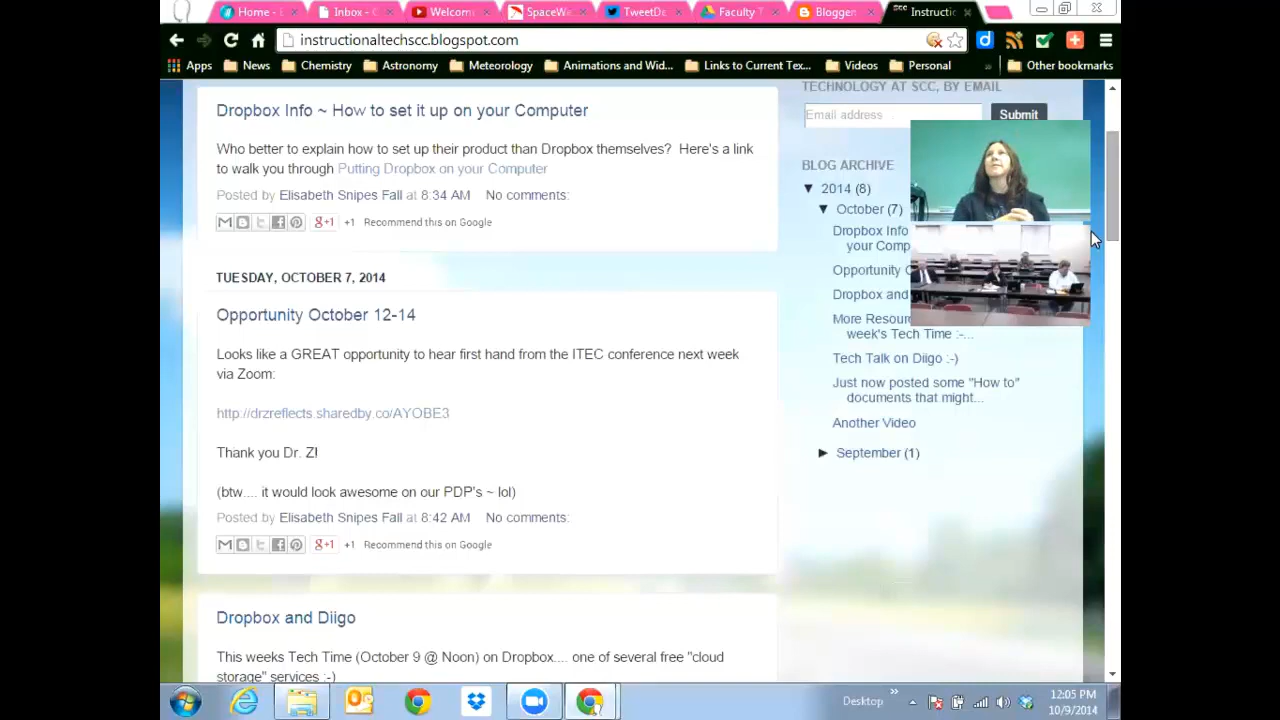 Home -
Inbox -
Welcom
SpaceWe
TweetDe
Faculty T
Blogger
Instructio
instructionaltechscc.blogspot.com
Apps News Chemistry Astronomy Meteorology Animations and Wid... Links to Current Tex... Videos Personal » Other bookmarks
TECHNOLOGY AT SCC, BY EMAIL
Email address Submit
Dropbox Info ~ How to set it up on your Computer
Who better to explain how to set up their product than Dropbox themselves? Here's a link
to walk you through Putting Dropbox on your Computer
Posted by Elisabeth Snipes Fall at 8:34 AM No comments:
g+1 +1 Recommend this on Google
TUESDAY, OCTOBER 7, 2014
Opportunity October 12-14
Looks like a GREAT opportunity to hear first hand from the ITEC conference next week
via Zoom:
http://drzreflects.sharedby.co/AYOBE3
Thank you Dr. Z!
(btw.... it would look awesome on our PDP's ~ lol)
Posted by Elisabeth Snipes Fall at 8:42 AM No comments:
g+1 +1 Recommend this on Google
Dropbox and Diigo
This weeks Tech Time (October 9 @ Noon) on Dropbox.... one of several free "cloud
storage" services :-)
BLOG ARCHIVE
▼ 2014 (8)
▼ October (7)
Dropbox Info
your Comp
Opportunity O
Dropbox and
More Resour
week's Tech Time :-...
Tech Talk on Diigo :-)
Just now posted some "How to"
documents that might...
Another Video
► September (1)
Desktop » 12:05 PM
10/9/2014